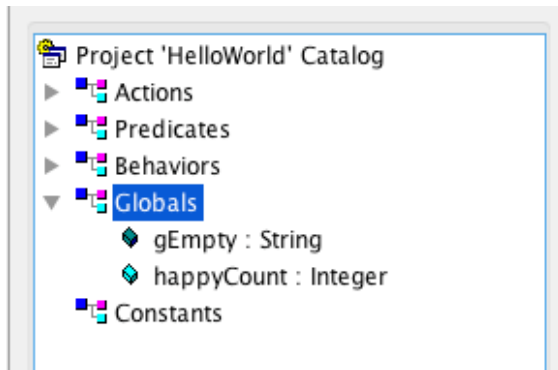 Project 'HelloWorld' Catalog
Actions
Predicates
Behaviors
Globals
gEmpty : String
happyCount : Integer
Constants